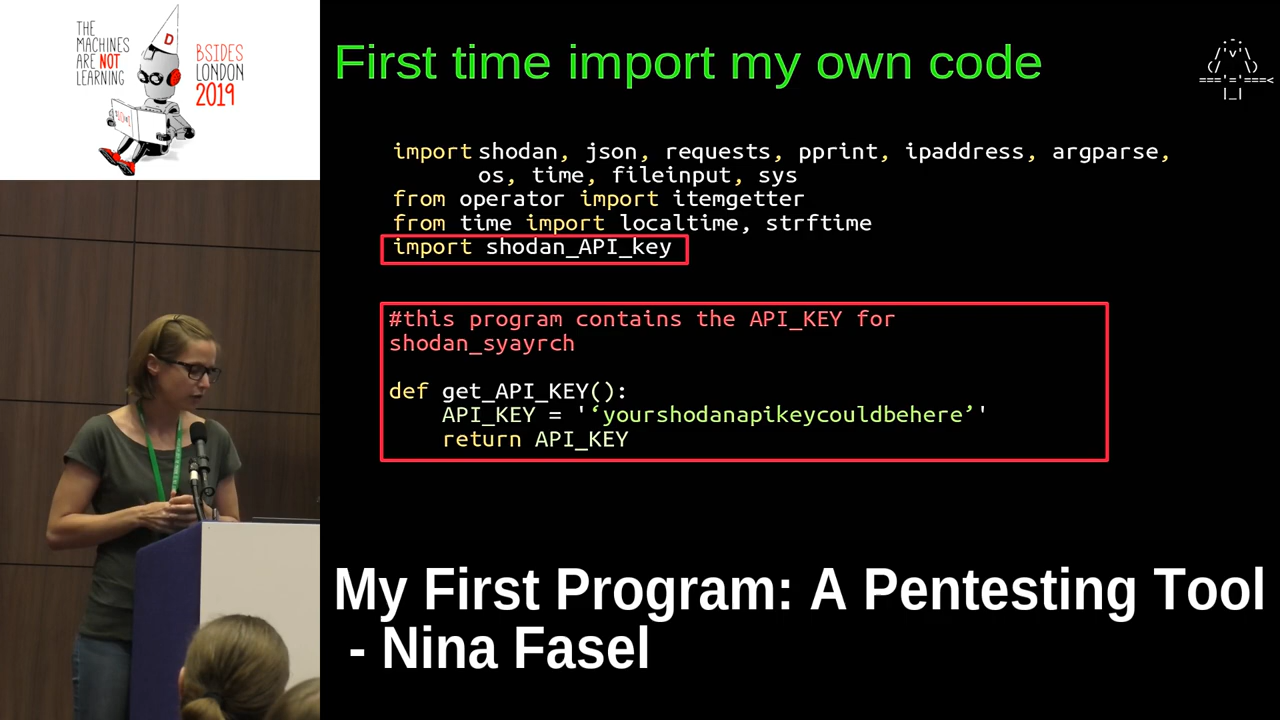 THE
MACHINES
ARE NOT
LEARNING
D
BSIDES
LONDON
2019
First time import my own code
import shodan, json, requests, pprint, ipaddress, argparse,
os, time, fileinput, sys
from operator import itemgetter
from time import localtime, strftime
import shodan_API_key
#this program contains the API_KEY for
shodan_syayrch
def get_API_KEY():
API_KEY = '‘yourshodanapikeycouldbehere’'
return API_KEY
My First Program: A Pentesting Tool
- Nina Fasel